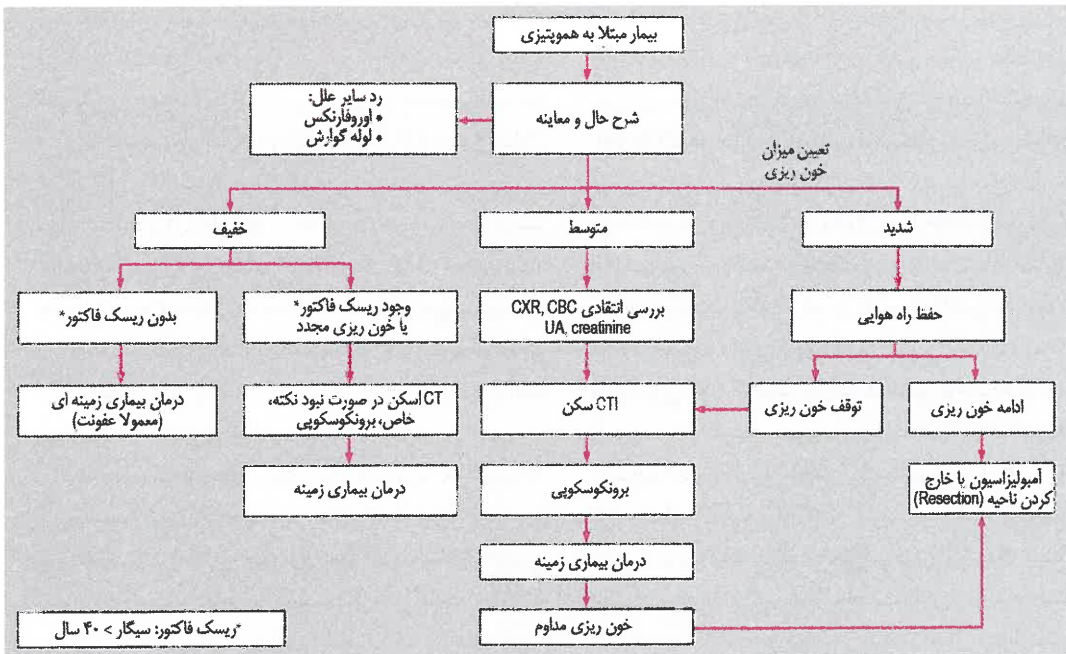 بیمار مبتلا به هموپتیزی
شرح حال و معاینه
رد سایر علل:
• اوروفارنکس
• لوله گوارش
تعیین میزان
خون ریزی
شدید
متوسط
خفیف
حفظ راه هوایی
بررسی انتقادی CXR, CBC
UA, creatinine
وجود ریسک فاکتور*
یا خون ریزی مجدد
بدون ریسک فاکتور*
ادامه خون ریزی
توقف خون ریزی
CTا سکن
CT اسکن در صورت نبود نکته،
خاص، برونکوسکوپی
درمان بیماری زمینه ای
(معمولا عفونت)
آمبولیزاسیون یا خارج
کردن ناحیه (Resection)
برونکوسکوپی
درمان بیماری زمینه
درمان بیماری زمینه
خون ریزی مداوم
*ریسک فاکتور: سیگار > ۴۰ سال